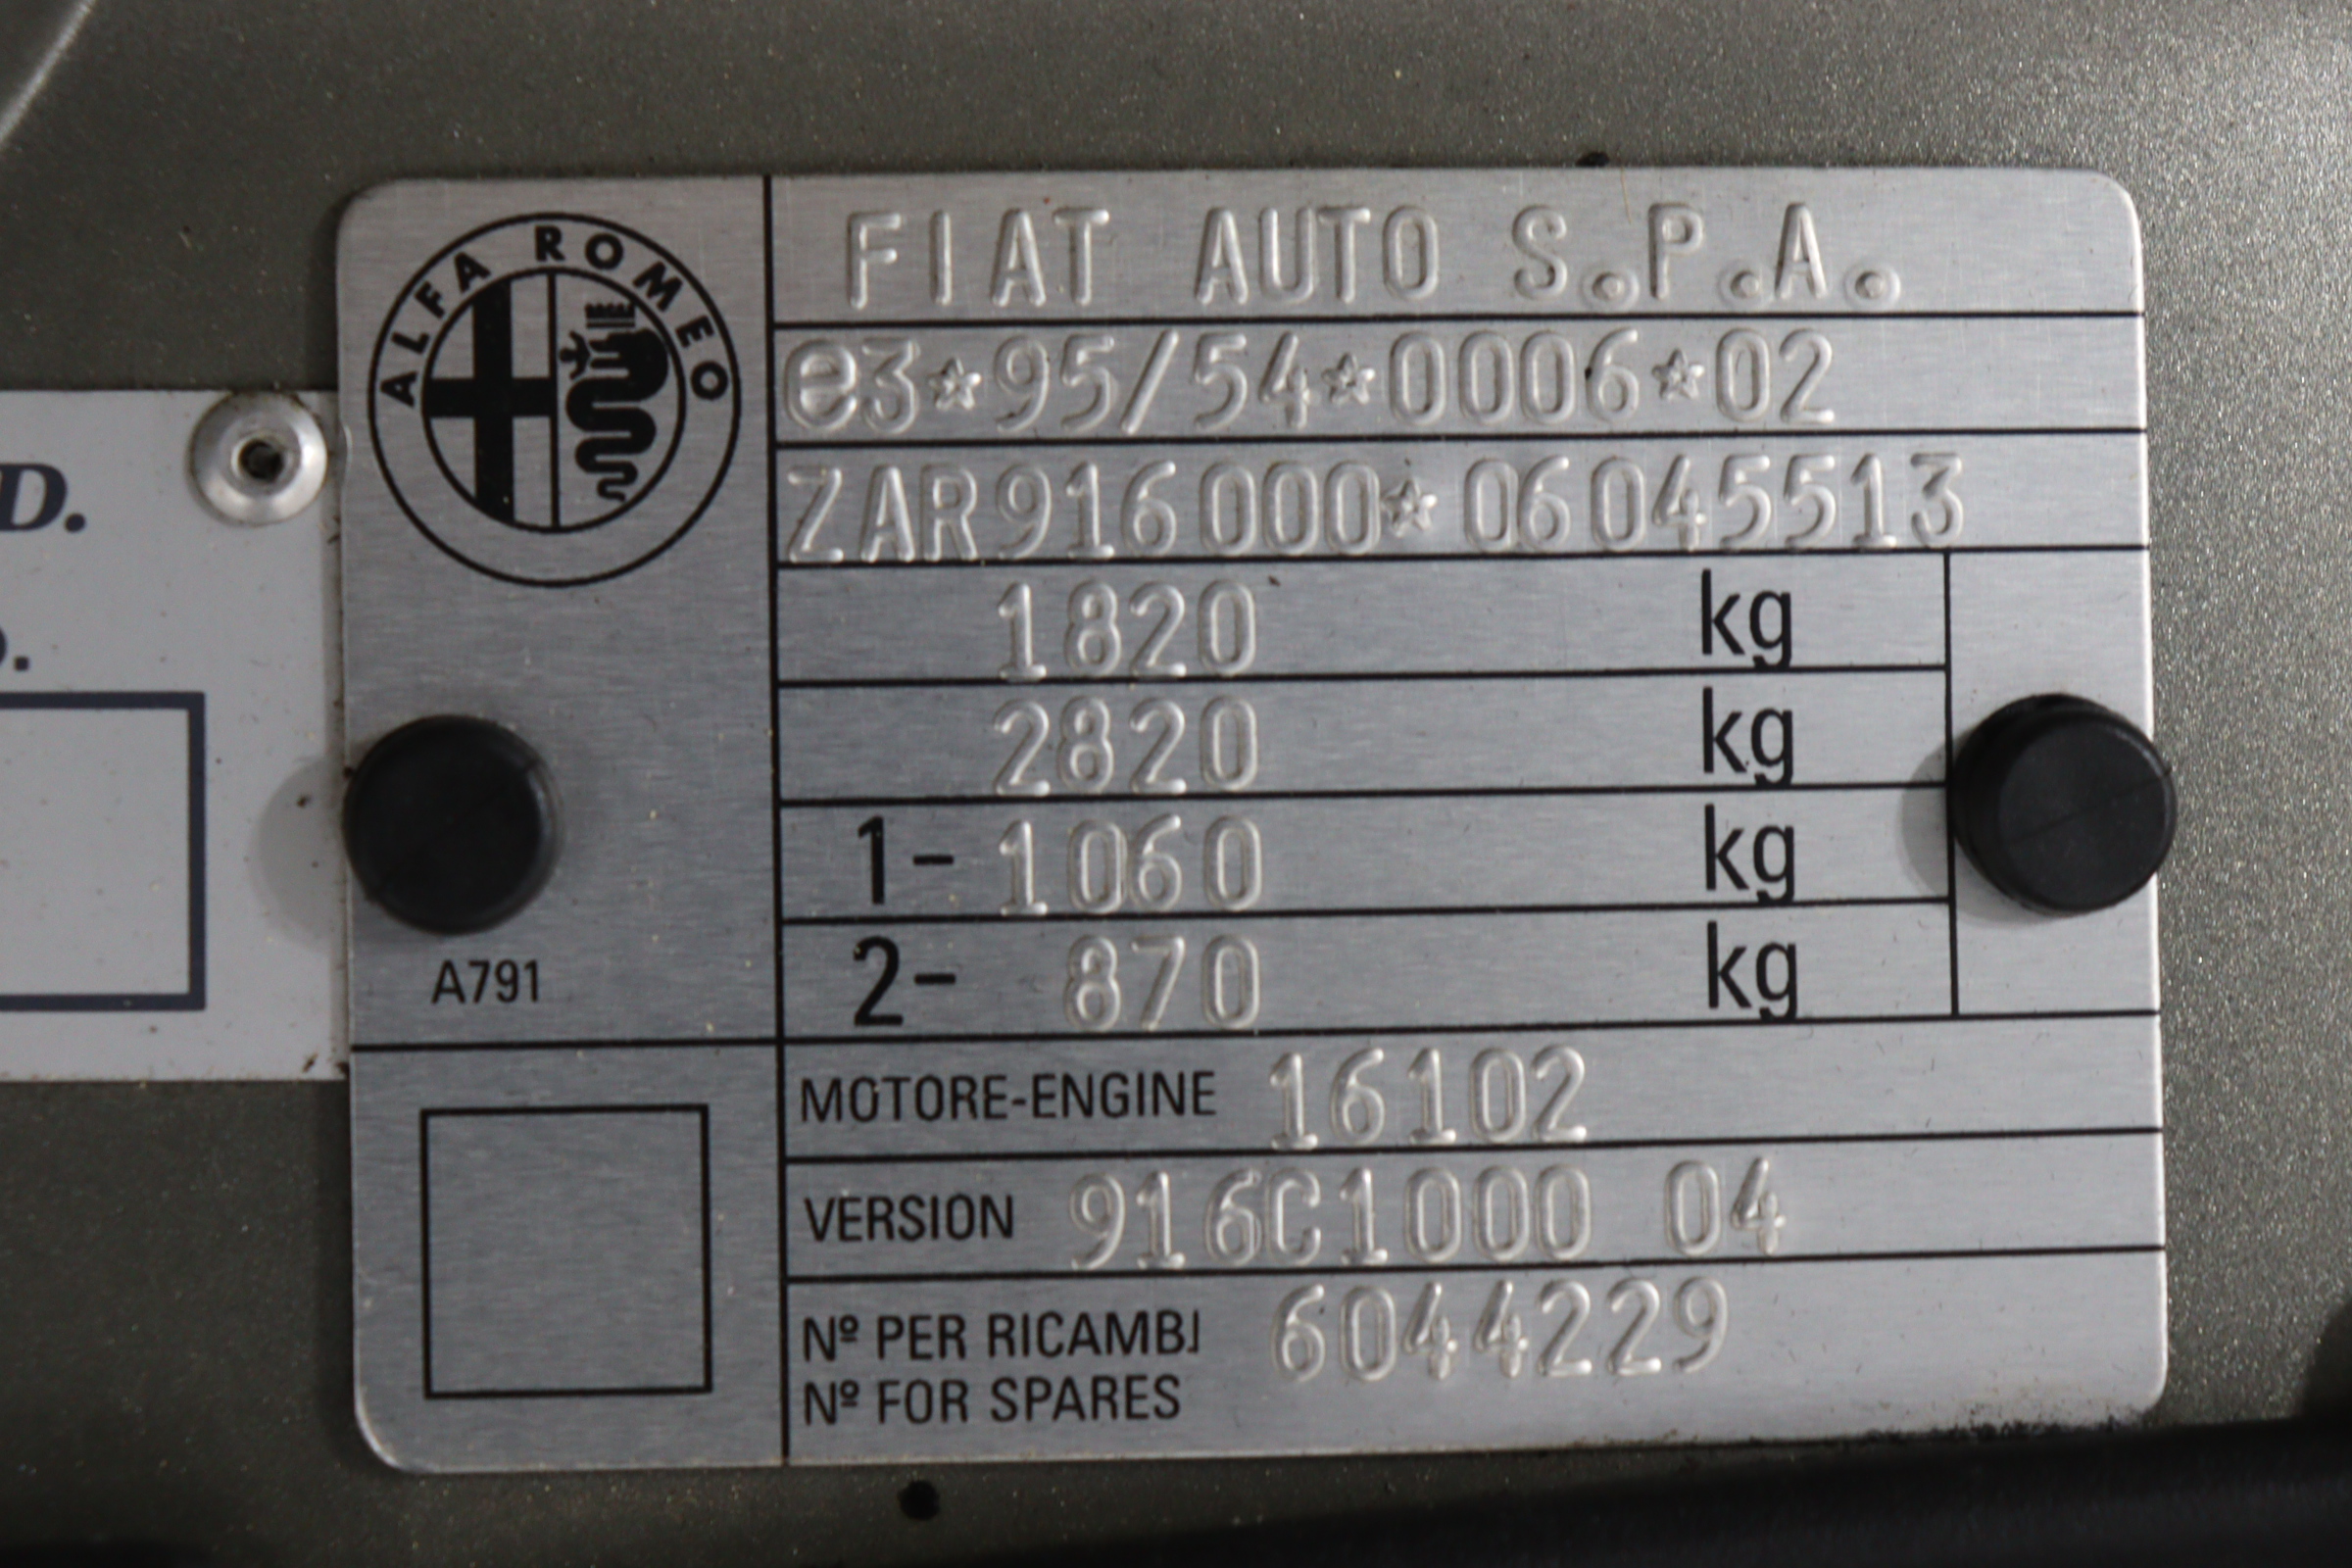 ALFA ROMEO
FIAT AUTO S.P.A.
e3*95/54*0006*02
ZAR916000*06045513
1820 kg
2820 kg
1- 1060 kg
2- 870 kg
A791
MOTORE-ENGINE 16102
VERSION 916C1000 04
Nº PER RICAMBI 6044229
Nº FOR SPARES
D.